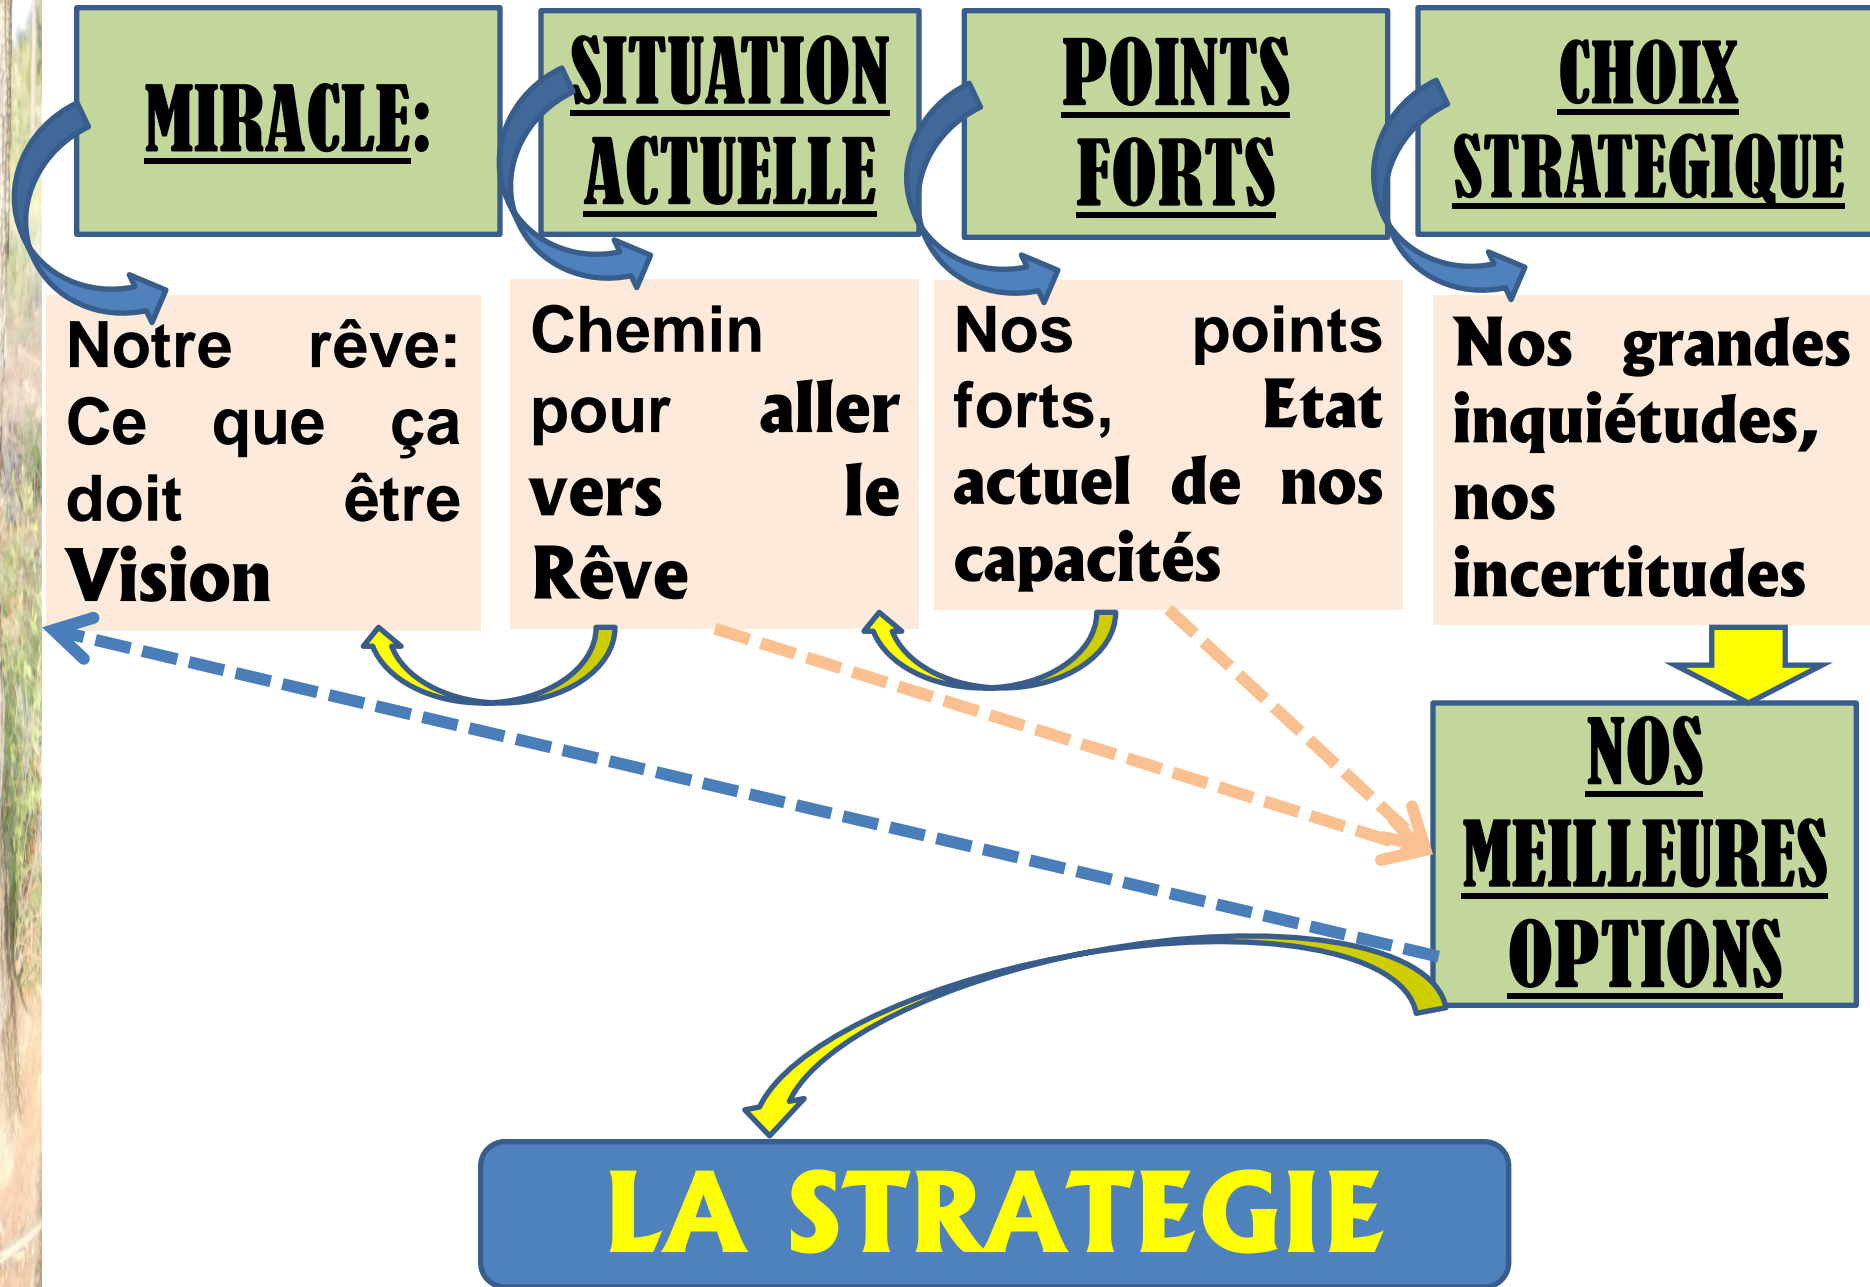 MIRACLE:
SITUATION
ACTUELLE
POINTS
FORTS
CHOIX
STRATEGIQUE
Notre rêve:
Ce que ça
doit être
Vision
Chemin
pour aller
vers le
Rêve
Nos points
forts, Etat
actuel de nos
capacités
Nos grandes
inquiétudes,
nos
incertitudes
NOS
MEILLEURES
OPTIONS
LA STRATEGIE